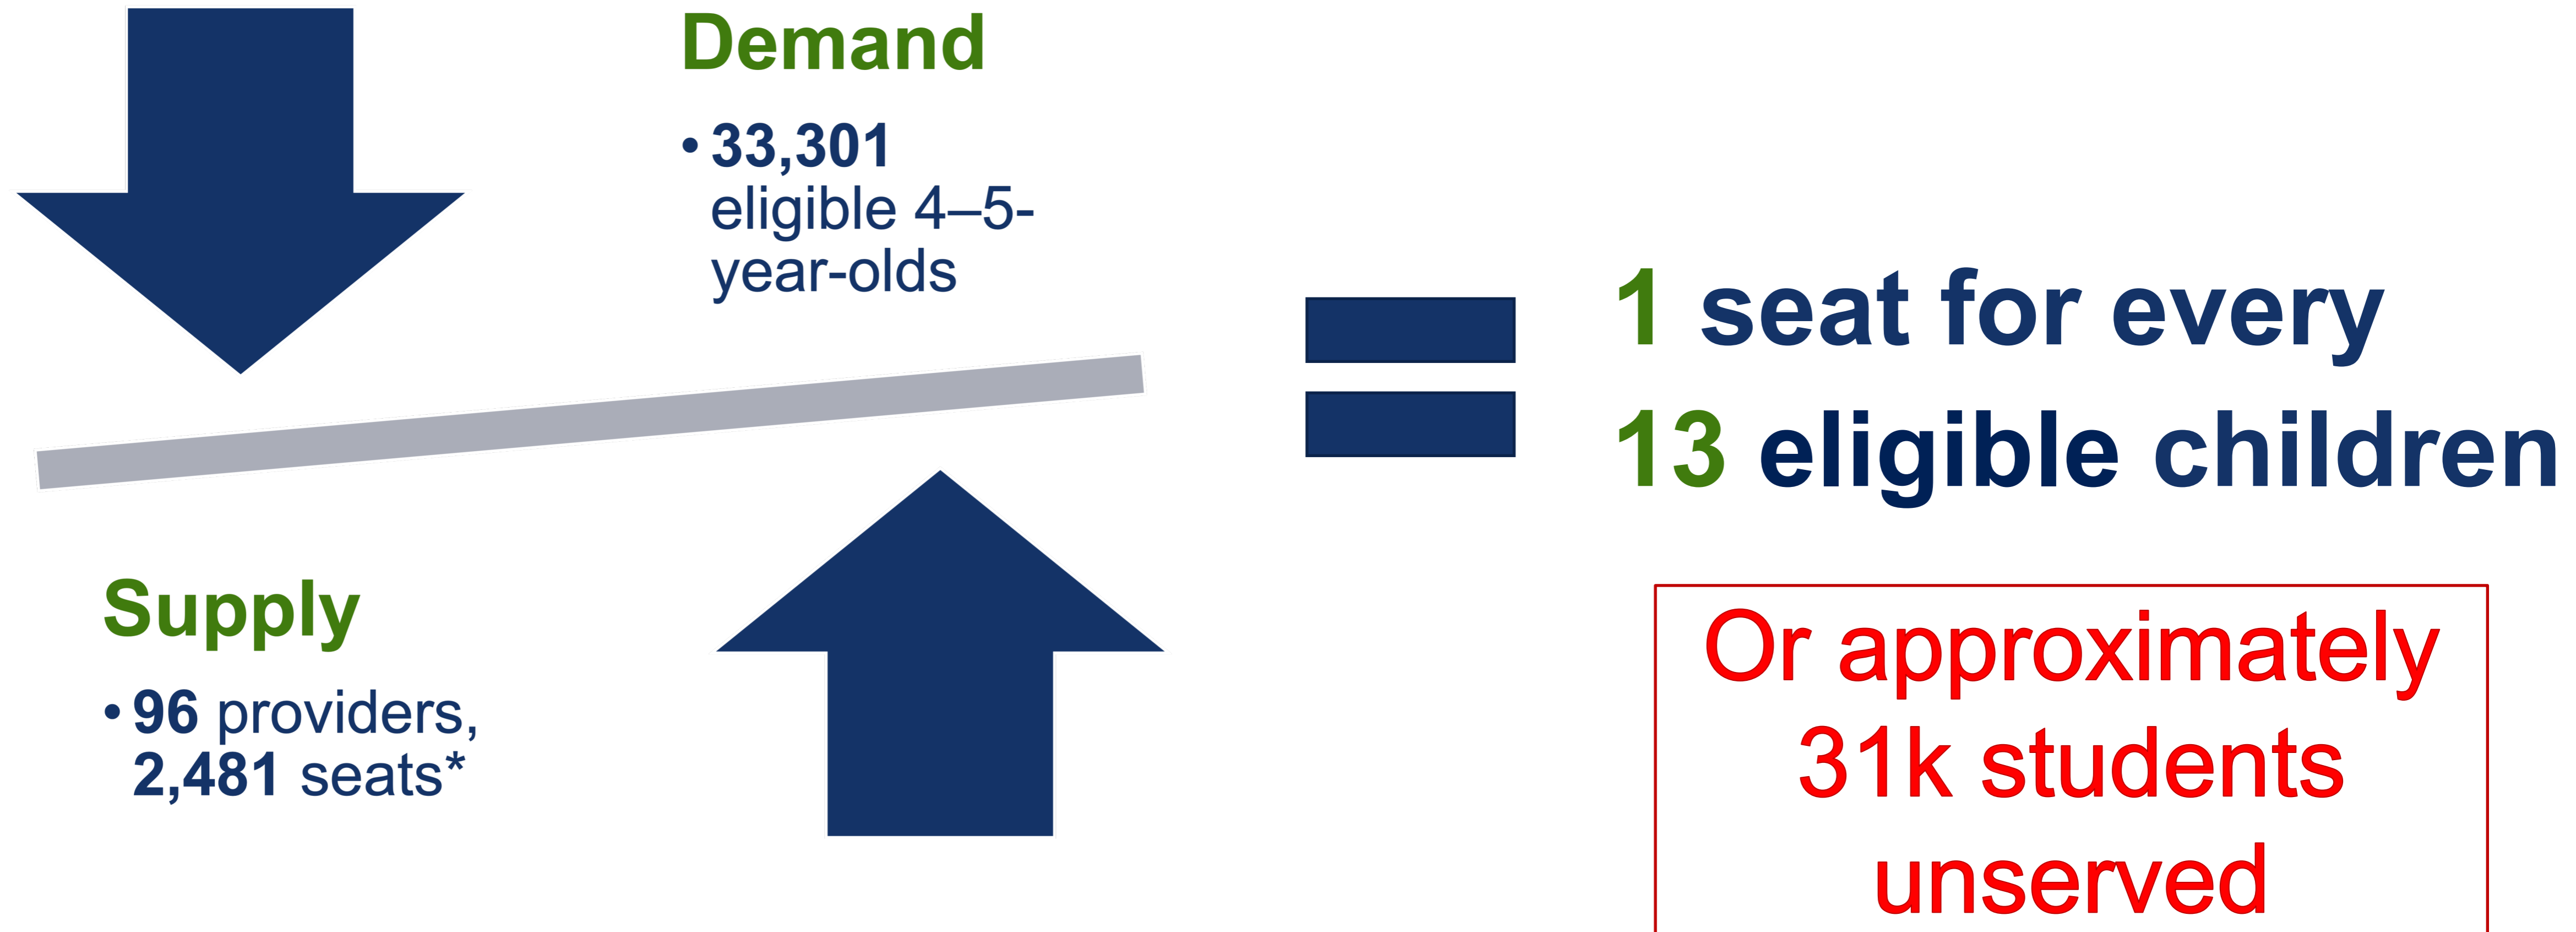 Demand
• 33,301
eligible 4–5-
year-olds
Supply
• 96 providers,
2,481 seats*
1 seat for every
13 eligible children
Or approximately
31k students
unserved